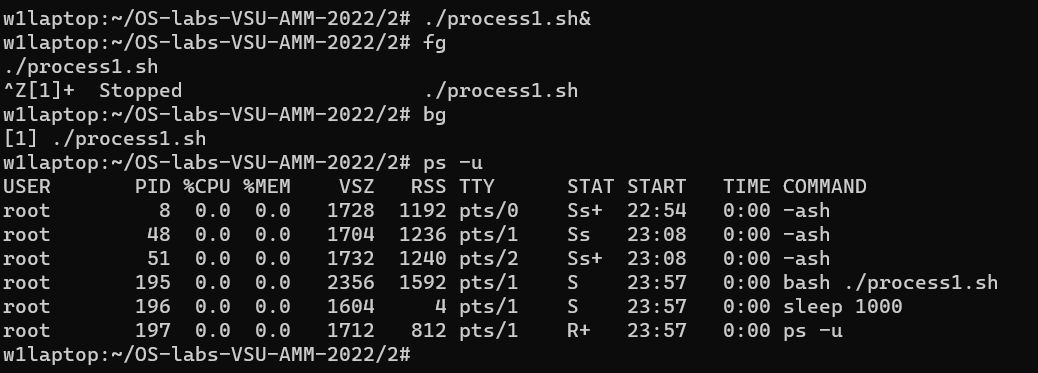 w1laptop:~/OS-labs-VSU-AMM-2022/2# ./process1.sh&
w1laptop:~/OS-labs-VSU-AMM-2022/2# fg
./process1.sh
^Z[1]+  Stopped                    ./process1.sh
w1laptop:~/OS-labs-VSU-AMM-2022/2# bg
[1] ./process1.sh
w1laptop:~/OS-labs-VSU-AMM-2022/2# ps -u
USER       PID %CPU %MEM    VSZ   RSS TTY      STAT START   TIME COMMAND
root         8  0.0  0.0   1728  1192 pts/0    Ss+  22:54   0:00 -ash
root        48  0.0  0.0   1704  1236 pts/1    Ss   23:08   0:00 -ash
root        51  0.0  0.0   1732  1240 pts/2    Ss+  23:08   0:00 -ash
root       195  0.0  0.0   2356  1592 pts/1    S    23:57   0:00 bash ./process1.sh
root       196  0.0  0.0   1604     4 pts/1    S    23:57   0:00 sleep 1000
root       197  0.0  0.0   1712   812 pts/1    R+   23:57   0:00 ps -u
w1laptop:~/OS-labs-VSU-AMM-2022/2#